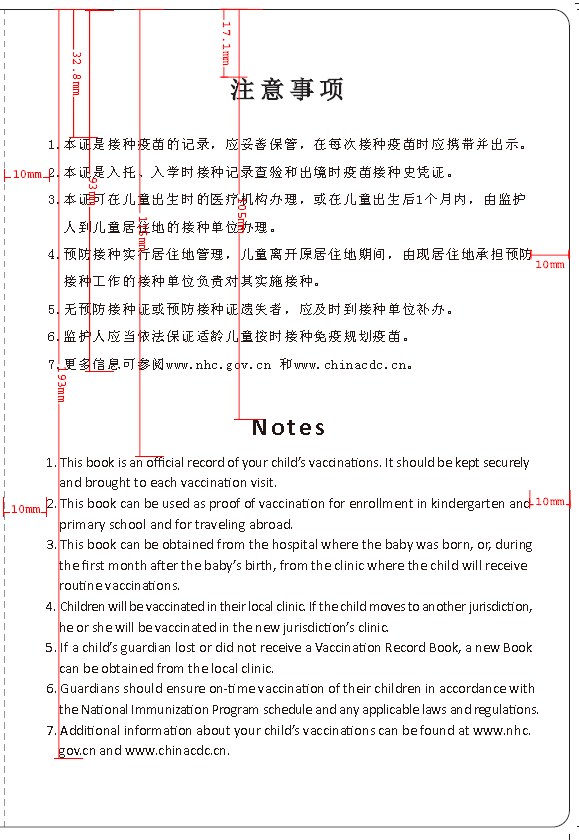 32.8mm
17.1mm
注意事项
1. 本证是接种疫苗的记录，应妥善保管，在每次接种疫苗时应携带并出示。
2. 本证是入托、入学时接种记录查验和出境时疫苗接种史凭证。
10mm
93mm
3. 本证可在儿童出生时的医疗机构办理，或在儿童出生后1个月内，由监护
人到儿童居住地的接种单位办理。
105mm
4. 预防接种实行居住地管理，儿童离开原居住地期间，由现居住地承担预防
10mm
接种工作的接种单位负责对其实施接种。
5. 无预防接种证或预防接种证遗失者，应及时到接种单位补办。
6. 监护人应当依法保证适龄儿童按时接种免疫规划疫苗。
7. 更多信息可参阅www.nhc.gov.cn 和www.chinacdc.cn。
193mm
Notes
1. This book is an official record of your child's vaccinations. It should be kept securely
and brought to each vaccination visit.
2. This book can be used as proof of vaccination for enrollment in kindergarten and
10mm
10mm
primary school and for traveling abroad.
3. This book can be obtained from the hospital where the baby was born, or, during
the first month after the baby's birth, from the clinic where the child will receive
routine vaccinations.
4. Children will be vaccinated in their local clinic. If the child moves to another jurisdiction,
he or she will be vaccinated in the new jurisdiction's clinic.
5. If a child's guardian lost or did not receive a Vaccination Record Book, a new Book
can be obtained from the local clinic.
6. Guardians should ensure on-time vaccination of their children in accordance with
the National Immunization Program schedule and any applicable laws and regulations.
7. Additional information about your child's vaccinations can be found at www.nhc.
gov.cn and www.chinacdc.cn.